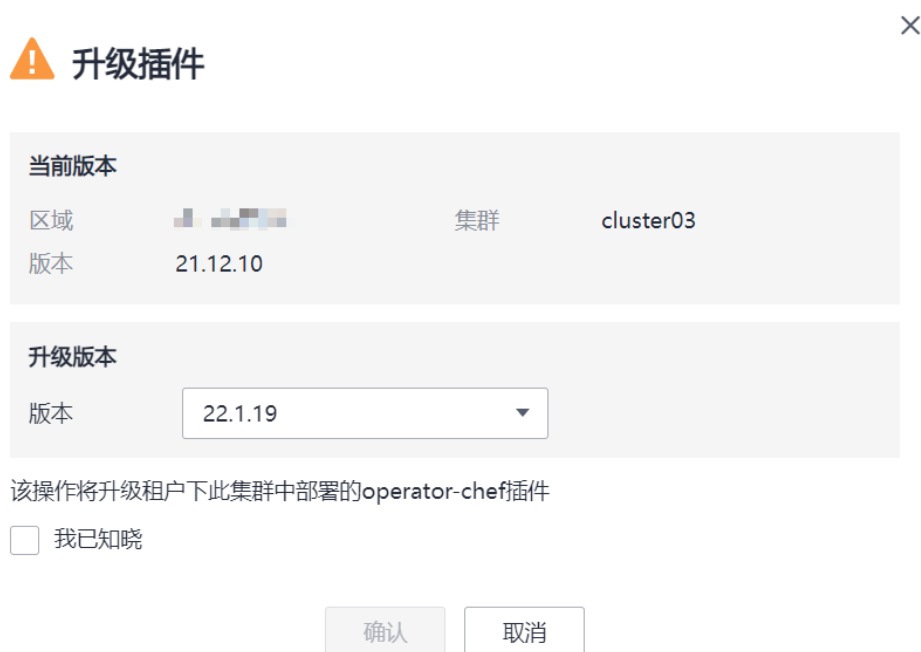 升级插件
当前版本
区域 集群 cluster03
版本 21.12.10
升级版本
版本 22.1.19
该操作将升级租户下此集群中部署的operator-chef插件
我已知晓
确认 取消